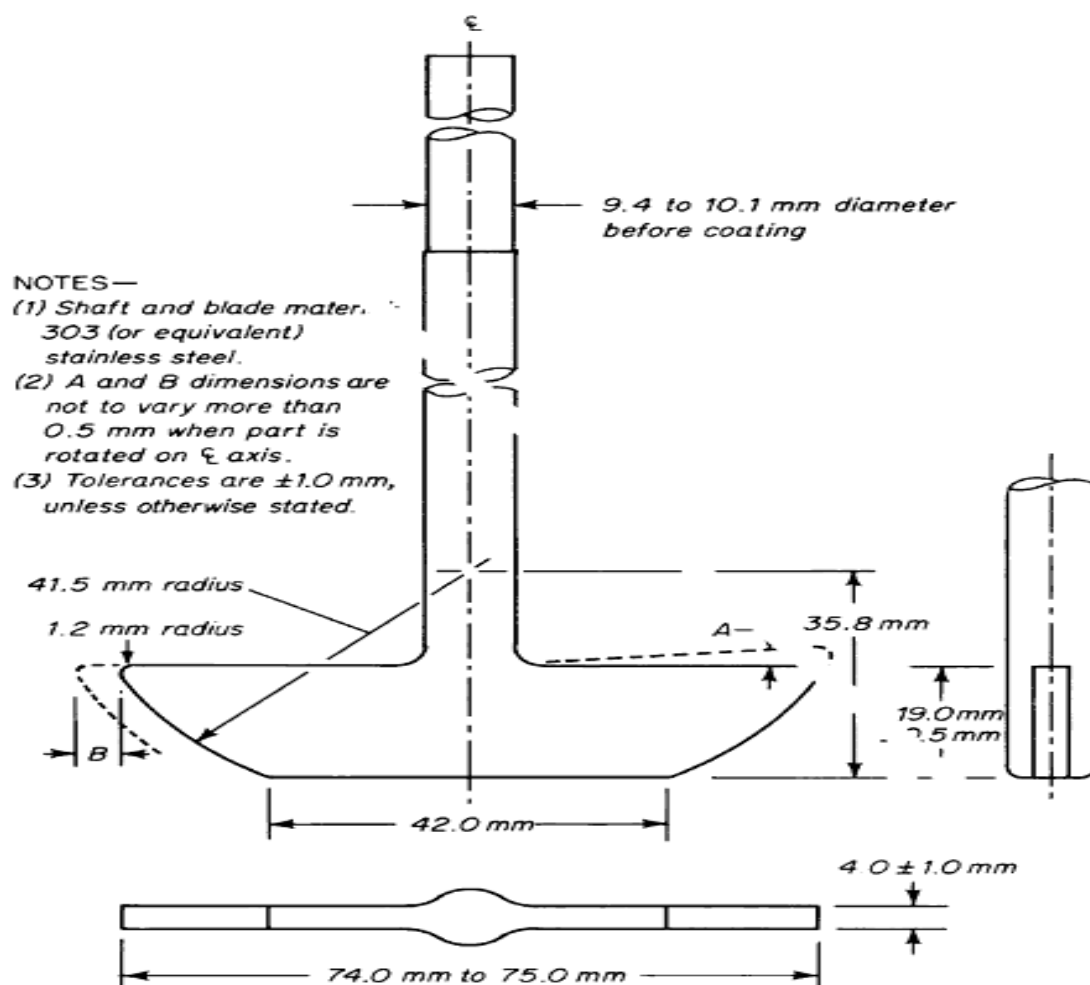 ℄
9.4 to 10.1 mm diameter
before coating
NOTES—
(1) Shaft and blade mater
303 (or equivalent)
stainless steel.
(2) A and B dimensions are
not to vary more than
0.5 mm when part is
rotated on ℄ axis.
(3) Tolerances are ±1.0 mm,
unless otherwise stated.
41.5 mm radius
1.2 mm radius
A
35.8 mm
19.0 mm
.5 mm
B
42.0 mm
4.0 ± 1.0 mm
74.0 mm to 75.0 mm